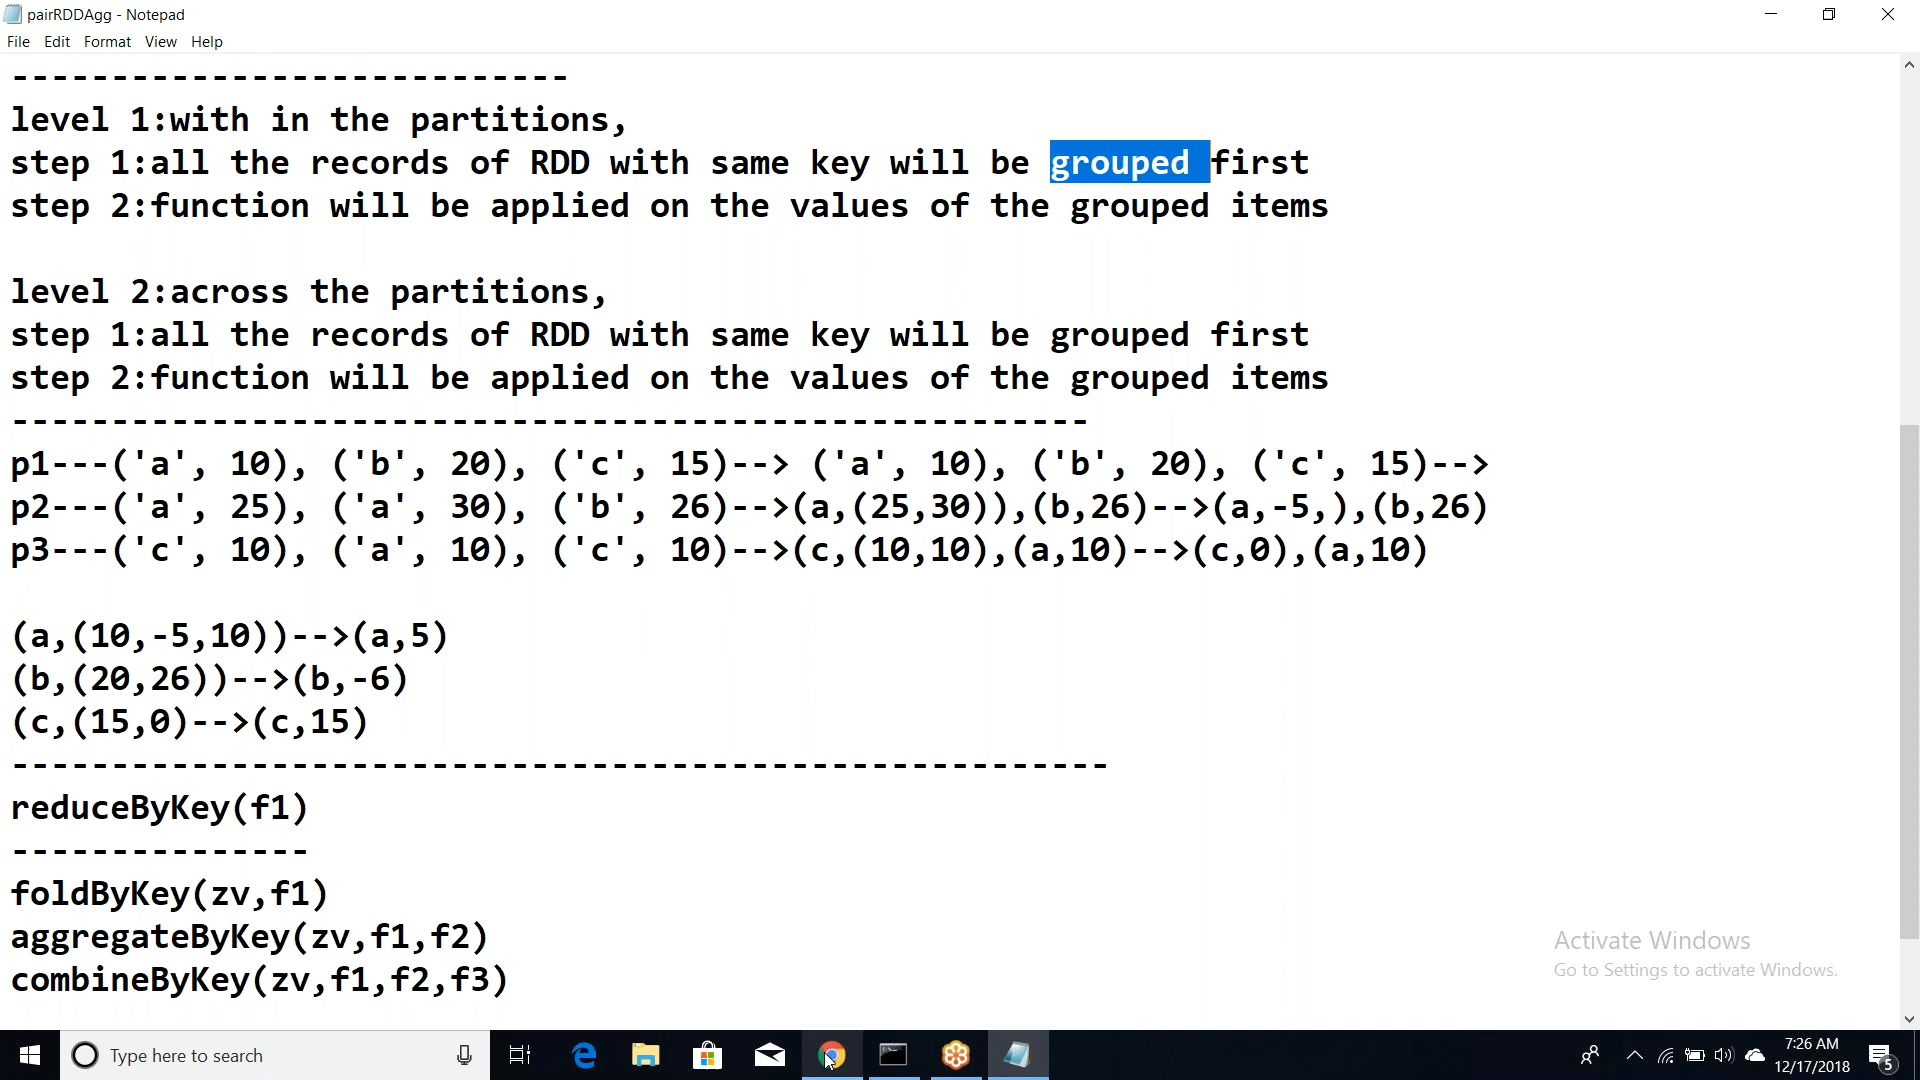 pairRDDAgg - Notepad
File Edit Format View Help
----------------------------
level 1:with in the partitions,
step 1:all the records of RDD with same key will be grouped first
step 2:function will be applied on the values of the grouped items
level 2:across the partitions,
step 1:all the records of RDD with same key will be grouped first
step 2:function will be applied on the values of the grouped items
------------------------------------------------------
p1---('a', 10), ('b', 20), ('c', 15)--> ('a', 10), ('b', 20), ('c', 15)-->
p2---('a', 25), ('a', 30), ('b', 26)-->(a,(25,30)),(b,26)-->(a,-5,),(b,26)
p3---('c', 10), ('a', 10), ('c', 10)-->(c,(10,10),(a,10)-->(c,0),(a,10)
(a,(10,-5,10))-->(a,5)
(b,(20,26))-->(b,-6)
(c,(15,0)-->(c,15)
-------------------------------------------------------
reduceByKey(f1)
---------------
foldByKey(zv,f1)
aggregateByKey(zv,f1,f2)
combineByKey(zv,f1,f2,f3)
Activate Windows
Go to Settings to activate Windows.
Type here to search
7:26 AM
12/17/2018
5